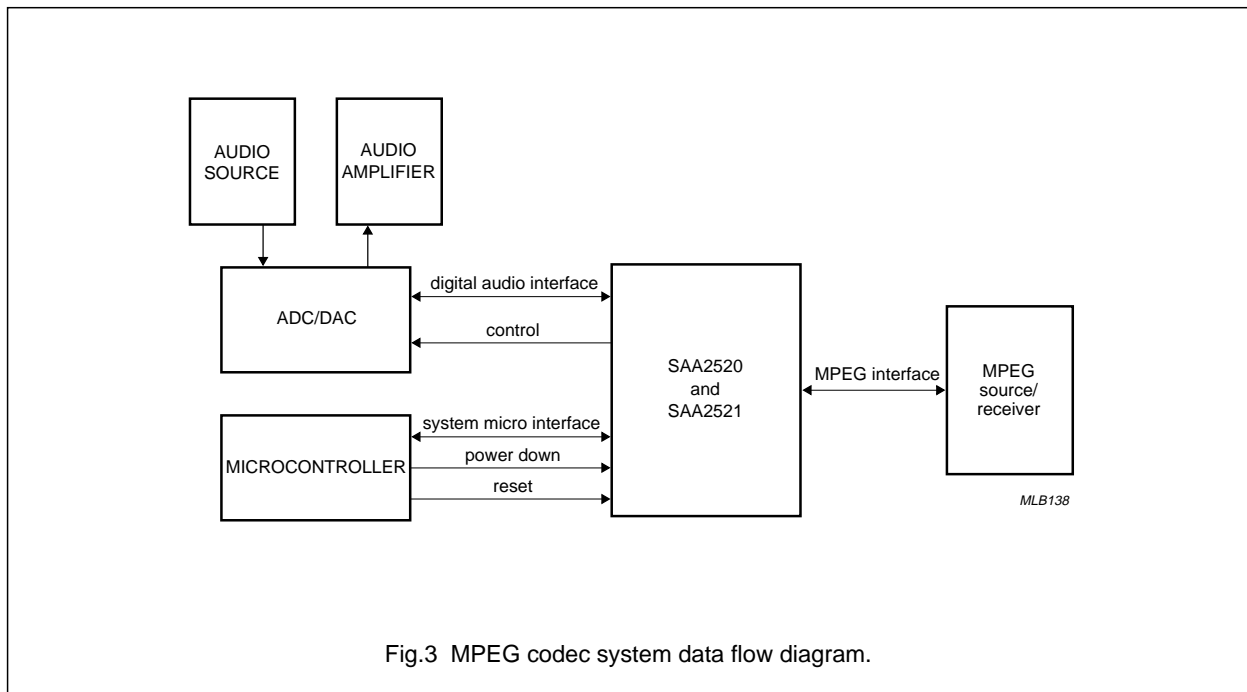 AUDIO
SOURCE
AUDIO
AMPLIFIER
ADC/DAC
digital audio interface
control
SAA2520
and
SAA2521
MPEG interface
MPEG
source/
receiver
MICROCONTROLLER
system micro interface
power down
reset
MLB138
Fig.3 MPEG codec system data flow diagram.